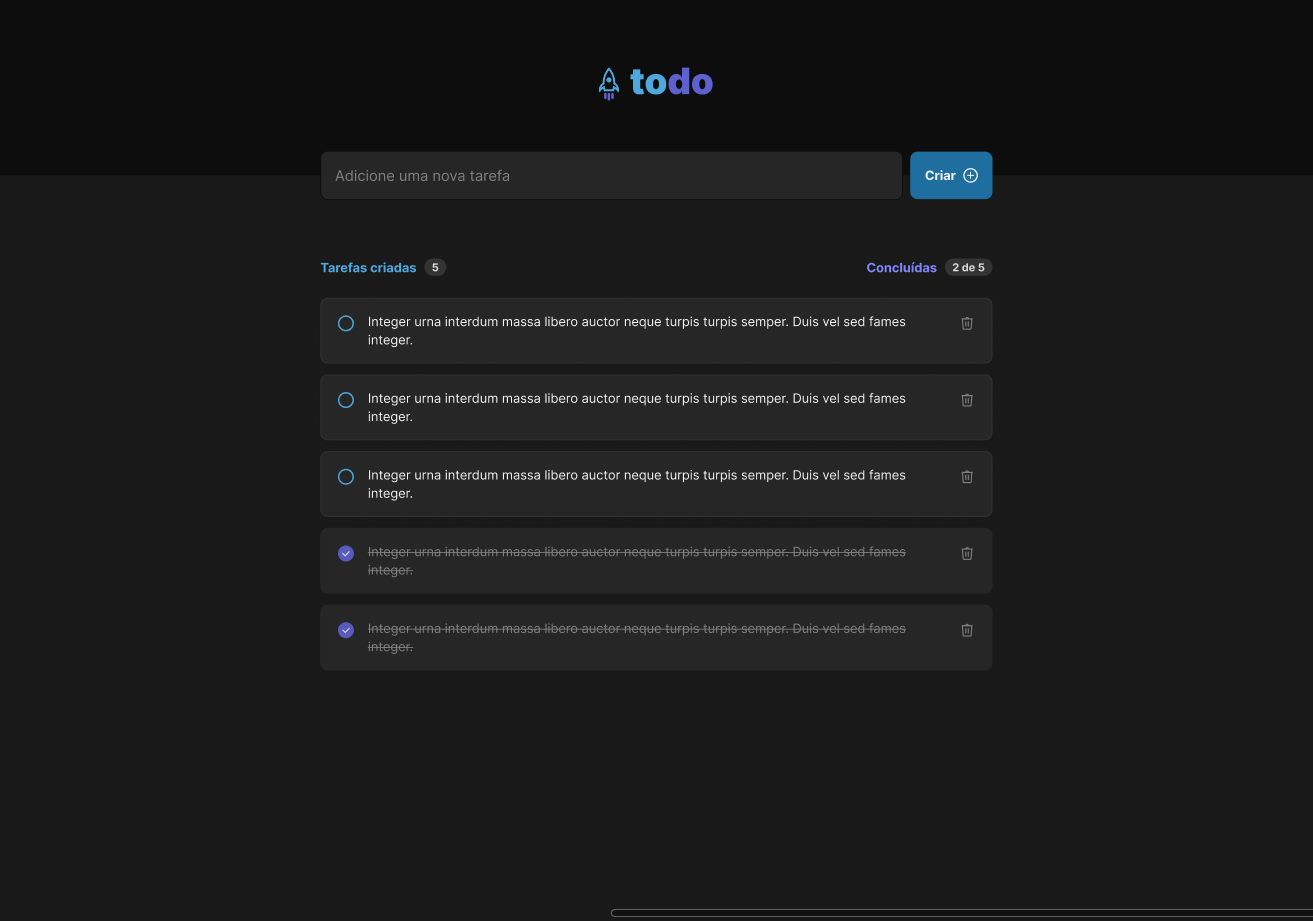 todo
Adicione uma nova tarefa
Criar
Tarefas criadas 5
Concluídas 2 de 5
Integer urna interdum massa libero auctor neque turpis turpis semper. Duis vel sed fames
integer.
Integer urna interdum massa libero auctor neque turpis turpis semper. Duis vel sed fames
integer.
Integer urna interdum massa libero auctor neque turpis turpis semper. Duis vel sed fames
integer.
Integer urna interdum massa libero auctor neque turpis turpis semper. Duis vel sed fames
integer.
Integer urna interdum massa libero auctor neque turpis turpis semper. Duis vel sed fames
integer.